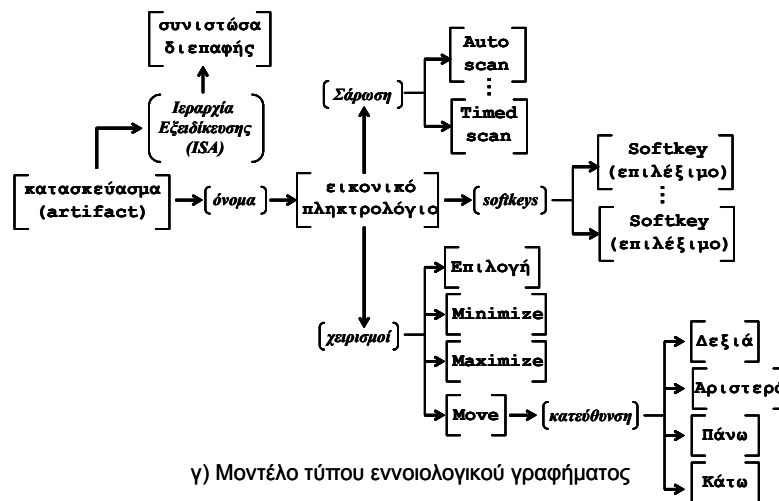 συνιστώσα
διεπαφής
Ιεραρχία
Εξειδίκευσης
(ISA)
κατασκεύασμα
(artifact)
όνομα
εικονικό
πληκτρολόγιο
Σάρωση
Auto
scan
Timed
scan
softkeys
Softkey
(επιλέξιμο)
Softkey
(επιλέξιμο)
χειρισμοί
Επιλογή
Minimize
Maximize
Move
κατεύθυνση
Δεξιά
Αριστερά
Πάνω
Κάτω
γ) Μοντέλο τύπου εννοιολογικού γραφήματος